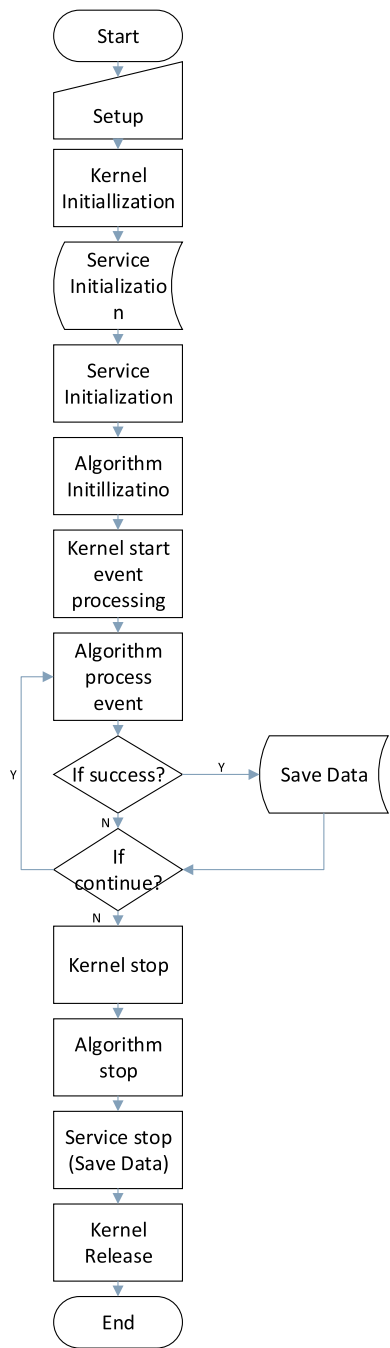 Start
Setup
Kernel
Initiallization
Service
Initializatio
n
Service
Initialization
Algorithm
Initillizatino
Kernel start
event
processing
Algorithm
process
event
If success?
Y
Save Data
Y
N
If
continue?
N
Kernel stop
Algorithm
stop
Service stop
(Save Data)
Kernel
Release
End